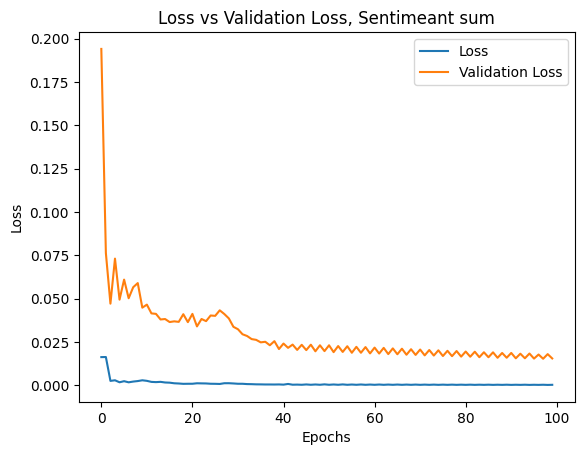 Loss vs Validation Loss, Sentimeant sum
Loss
Validation Loss
0.200
0.175
0.150
0.125
0.100
0.075
0.050
0.025
0.000
Loss
0 20 40 60 80 100
Epochs